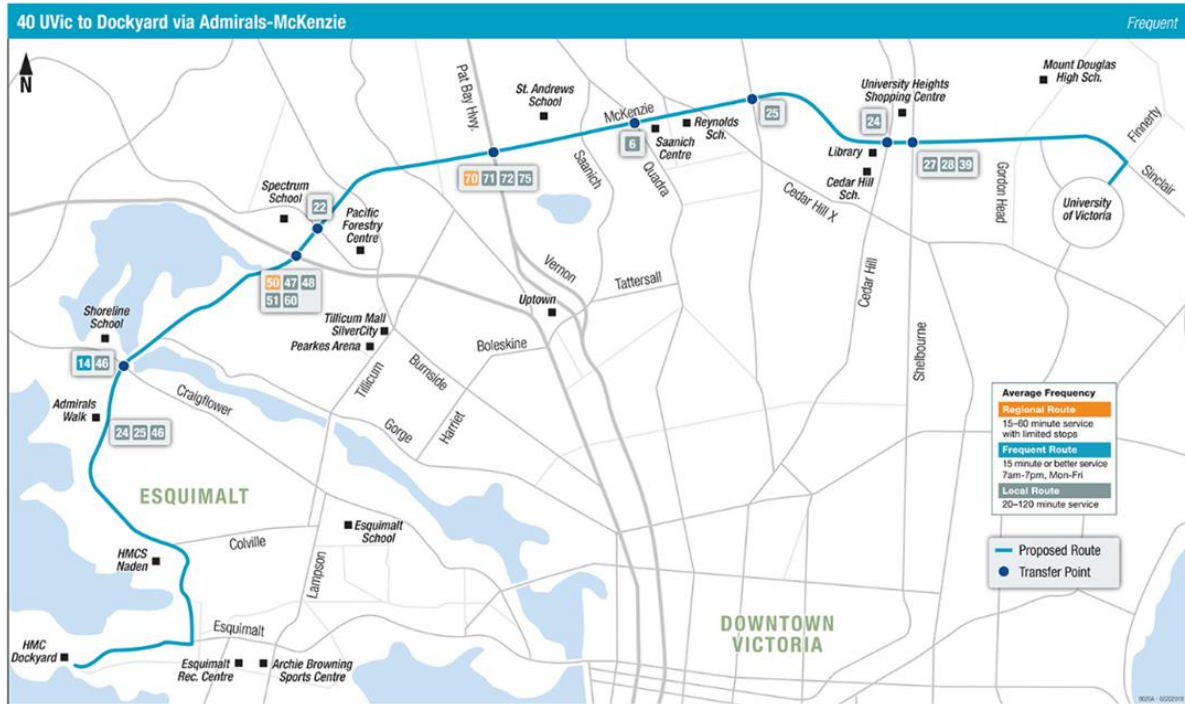 40 UVic to Dockyard via Admirals-McKenzie
Frequent
N
Pat Bay Hwy.
St. Andrews
School
McKenzie
6
Saanich
Centre
Reynolds
Sch.
Saanich
Quadra
25
University Heights
Shopping Centre
24
Library
Cedar Hill
Sch.
27 28 39
Mount Douglas
High Sch.
Finnerty
Sinclair
Gordon Head
University
of Victoria
Cedar Hill X
Cedar Hill
Shelbourne
70 71 72 75
Spectrum
School
22
Pacific
Forestry
Centre
50 47 48
51 60
Vernon
Tattersall
Uptown
Boleskine
Tillicum Mall
SilverCity
Pearkes Arena
Tillicum
Burnside
Harriet
Gorge
Shoreline
School
14 46
Craigflower
Admirals
Walk
24 25 46
ESQUIMALT
Colville
Esquimalt
School
Lampson
HMCS
Naden
Esquimalt
HMC
Dockyard
Esquimalt
Rec. Centre
Archie Browning
Sports Centre
DOWNTOWN
VICTORIA
Average Frequency
Regional Route
15–60 minute service
with limited stops
Frequent Route
15 minute or better service
7am-7pm, Mon-Fri
Local Route
20–120 minute service
Proposed Route
Transfer Point